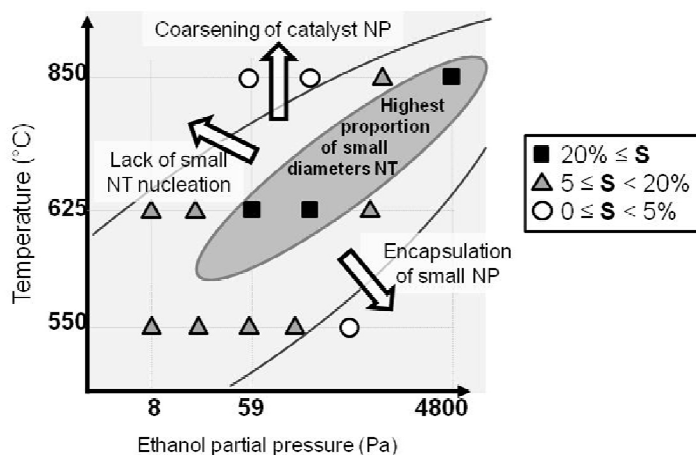 Coarsening of catalyst NP
850
Highest
proportion
of small
diameters NT
Lack of small
NT nucleation
625
Encapsulation
of small NP
550
8
59
4800
Temperature (°C)
Ethanol partial pressure (Pa)
20% ≤ S
5 ≤ S < 20%
0 ≤ S < 5%